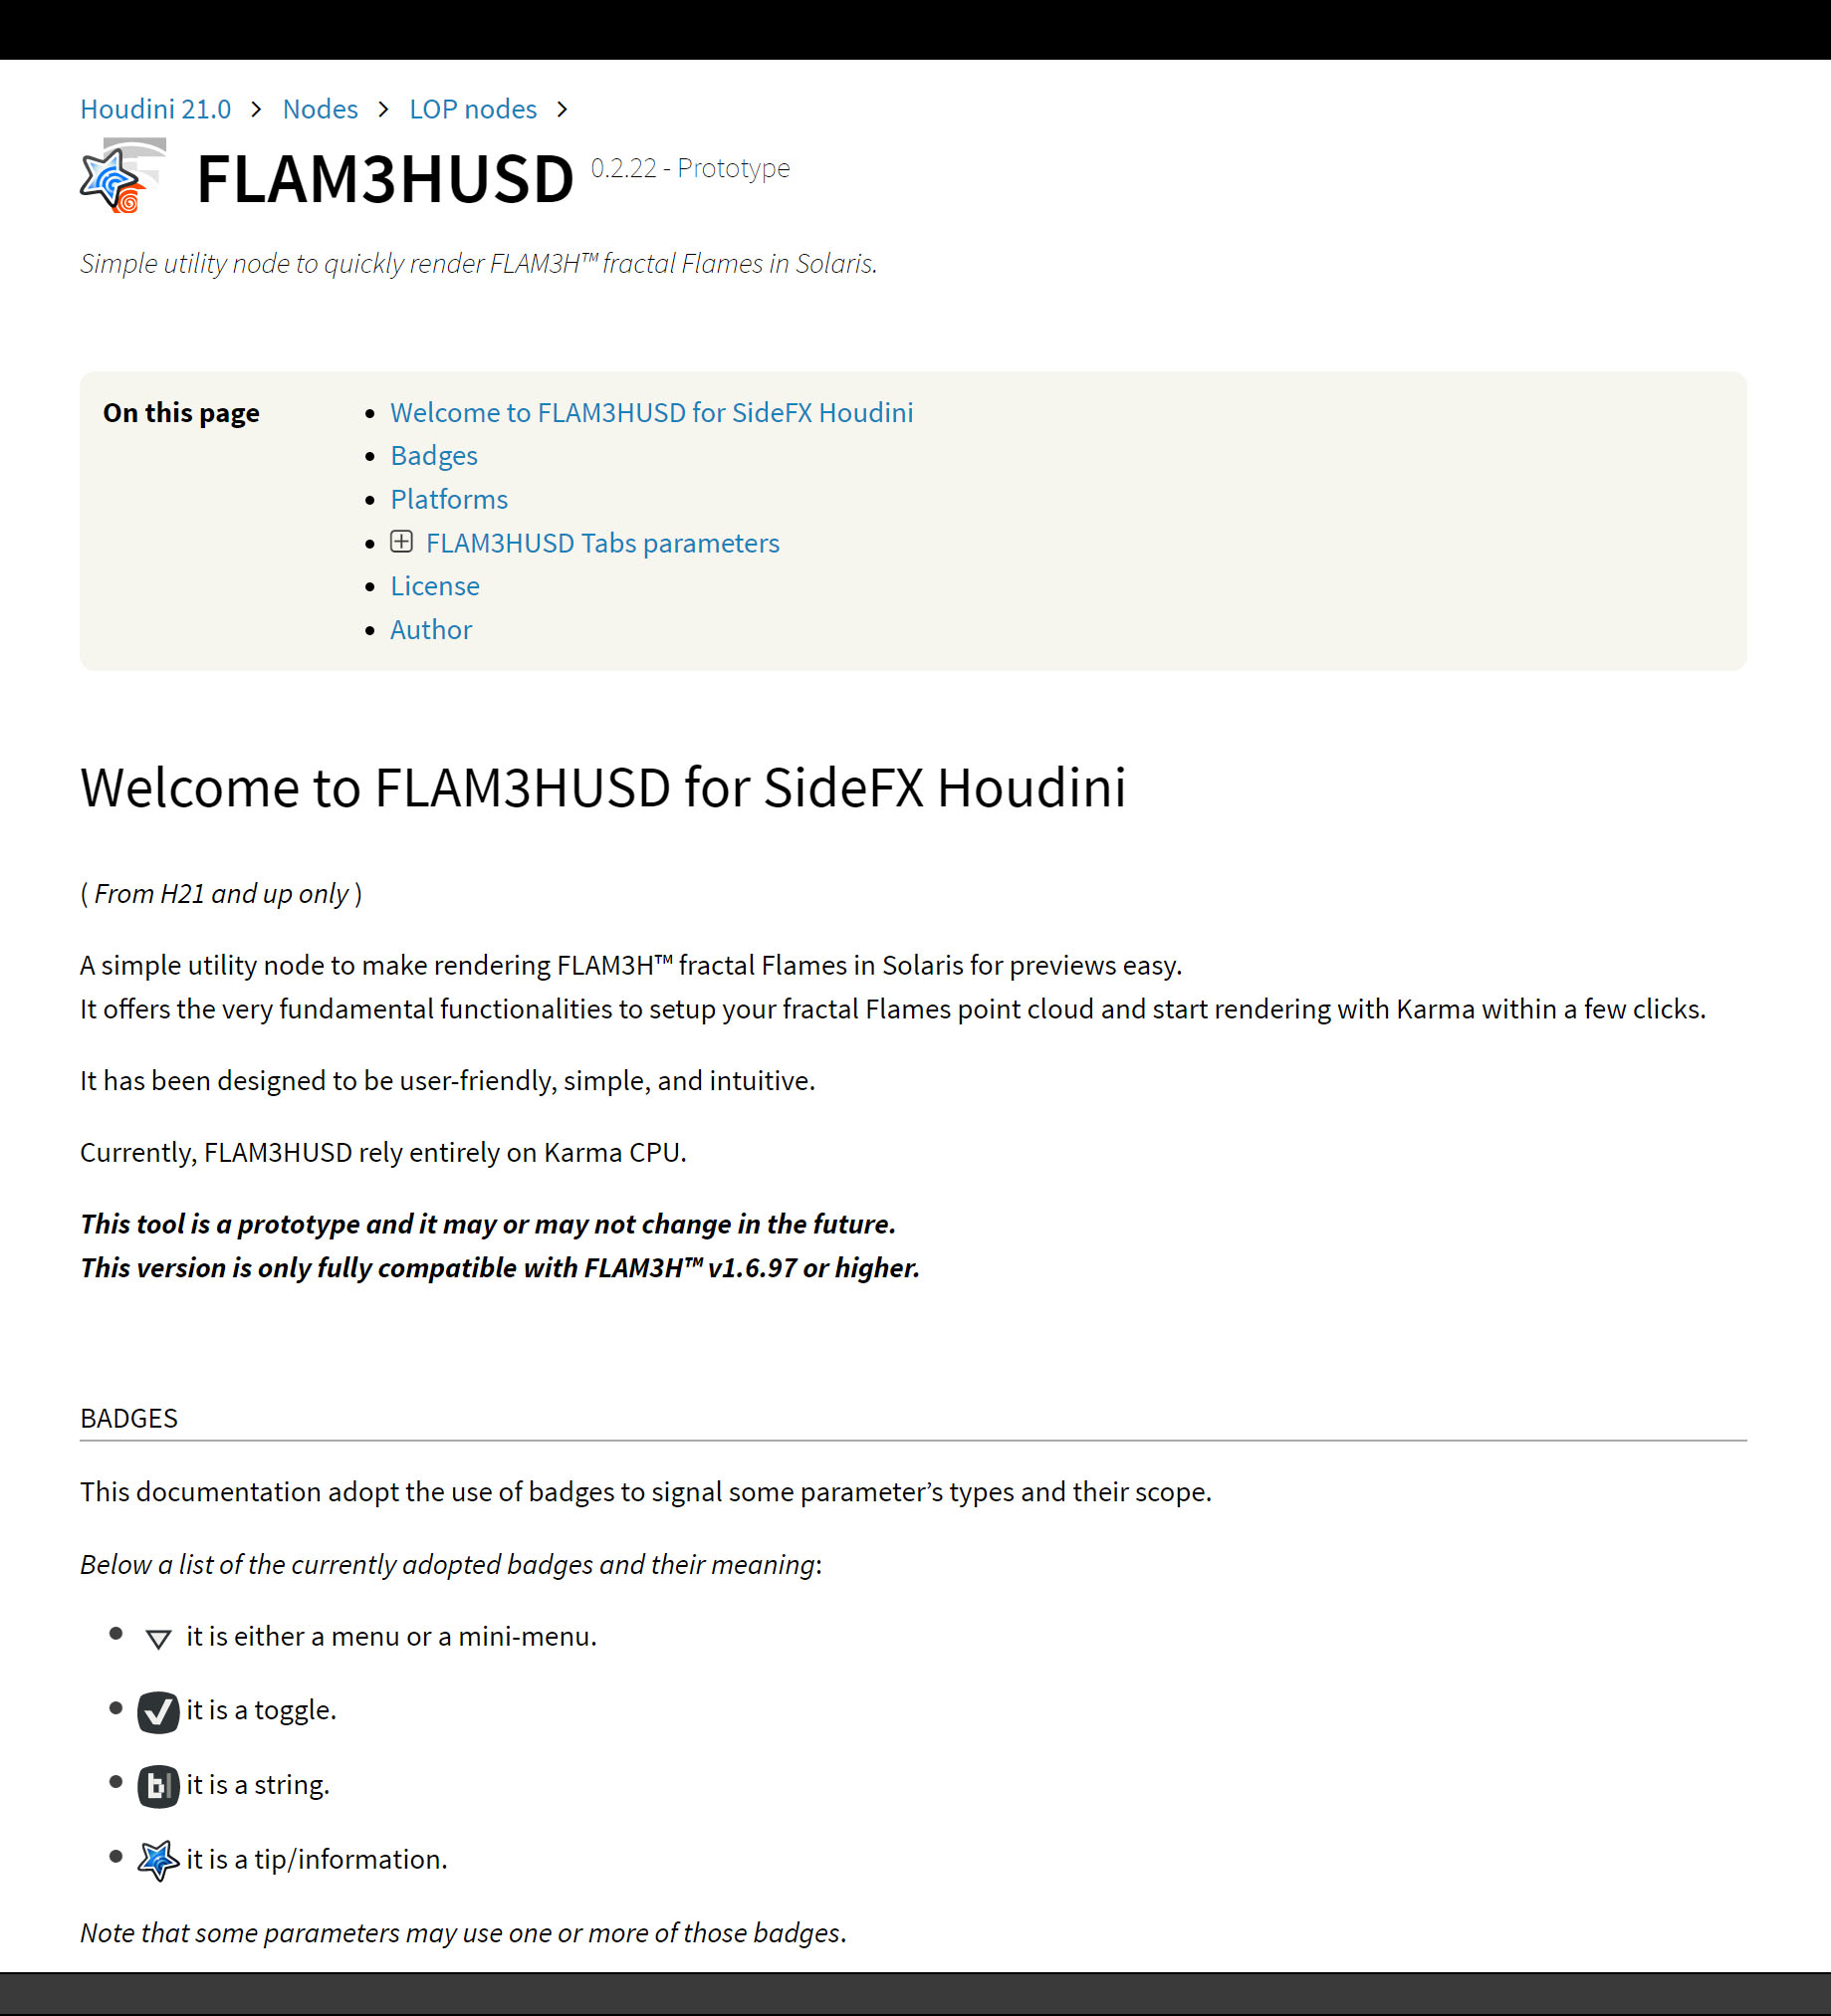 Houdini 21.0 > Nodes > LOP nodes >
FLAM3HUSD 0.2.22 - Prototype
Simple utility node to quickly render FLAM3H™ fractal Flames in Solaris.
On this page
Welcome to FLAM3HUSD for SideFX Houdini
Badges
Platforms
FLAM3HUSD Tabs parameters
License
Author
Welcome to FLAM3HUSD for SideFX Houdini
( From H21 and up only )
A simple utility node to make rendering FLAM3H™ fractal Flames in Solaris for previews easy.
It offers the very fundamental functionalities to setup your fractal Flames point cloud and start rendering with Karma within a few clicks.
It has been designed to be user-friendly, simple, and intuitive.
Currently, FLAM3HUSD rely entirely on Karma CPU.
This tool is a prototype and it may or may not change in the future.
This version is only fully compatible with FLAM3H™ v1.6.97 or higher.
BADGES
This documentation adopt the use of badges to signal some parameter’s types and their scope.
Below a list of the currently adopted badges and their meaning:
it is either a menu or a mini-menu.
it is a toggle.
it is a string.
it is a tip/information.
Note that some parameters may use one or more of those badges.